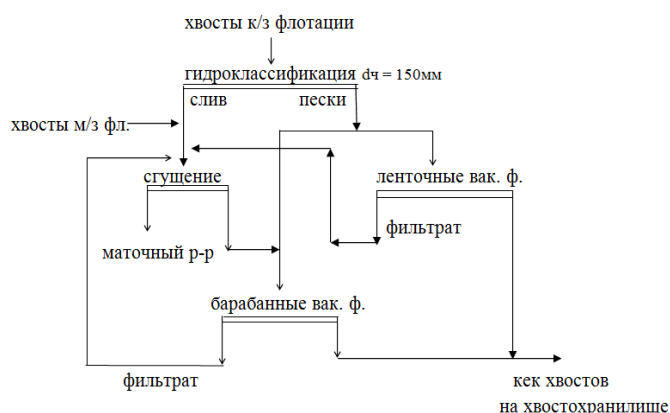 хвосты к/з флотации
гидроклассификация dч = 150мм
слив пески
хвосты м/з фл.
сгущение ленточные вак. ф.
фильтрат
маточный р-р
барабанные вак. ф.
фильтрат кек хвостов
на хвостохранилище